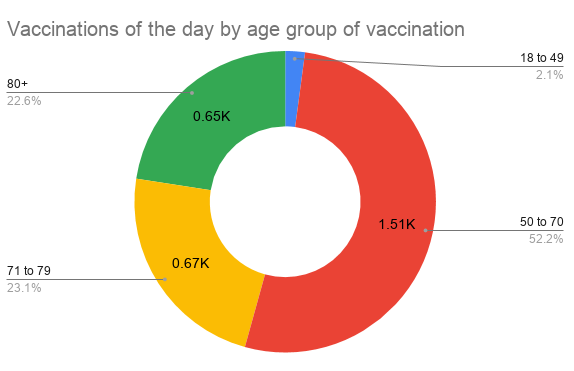 Vaccinations of the day by age group of vaccination
18 to 49
2.1%
80+
22.6%
0.65K
1.51K
50 to 70
52.2%
0.67K
71 to 79
23.1%